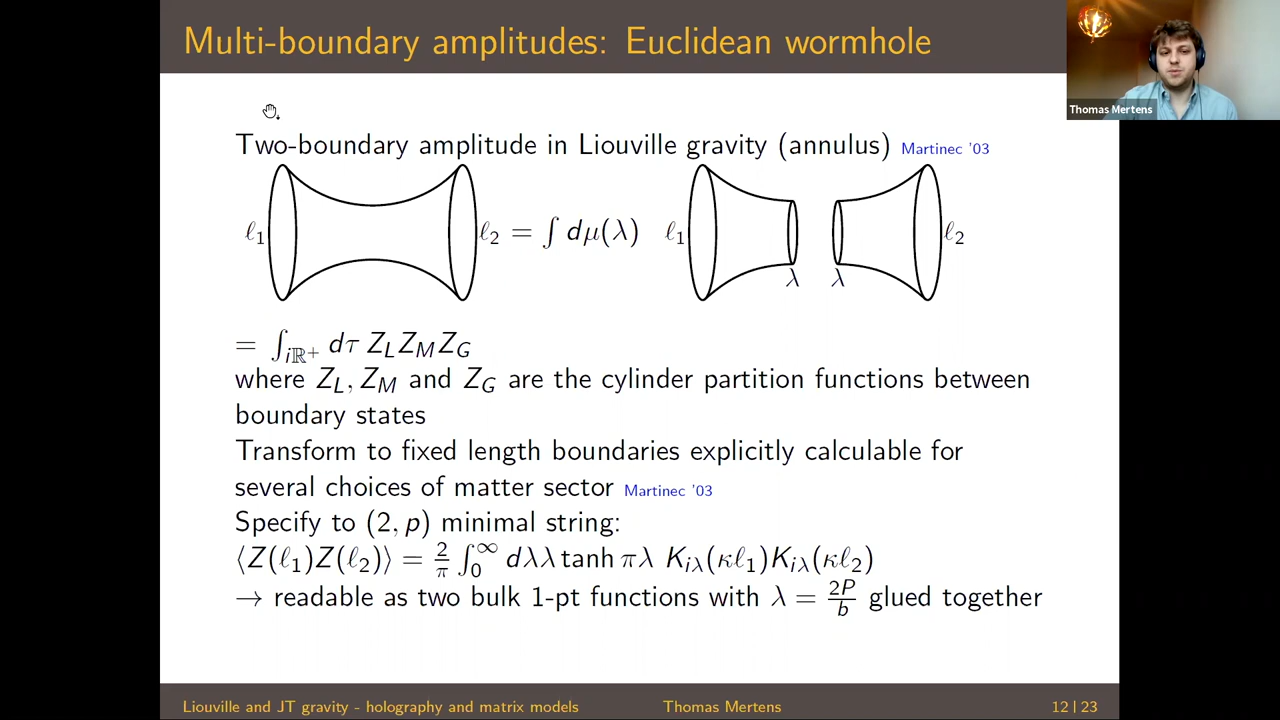 Multi-boundary amplitudes: Euclidean wormhole
Thomas Mertens
Two-boundary amplitude in Liouville gravity (annulus) Martinec '03
ℓ₁ ℓ₂ = ∫ dμ(λ) ℓ₁ λ λ ℓ₂
= ∫_{iℝ⁺} dτ Z_L Z_M Z_G
where Z_L, Z_M and Z_G are the cylinder partition functions between
boundary states
Transform to fixed length boundaries explicitly calculable for
several choices of matter sector Martinec '03
Specify to (2, p) minimal string:
⟨Z(ℓ₁)Z(ℓ₂)⟩ = \frac{2}{π} ∫_0^∞ dλλ tanh πλ K_{iλ}(κℓ₁)K_{iλ}(κℓ₂)
→ readable as two bulk 1-pt functions with λ = \frac{2P}{b} glued together
Liouville and JT gravity - holography and matrix models Thomas Mertens 12 | 23